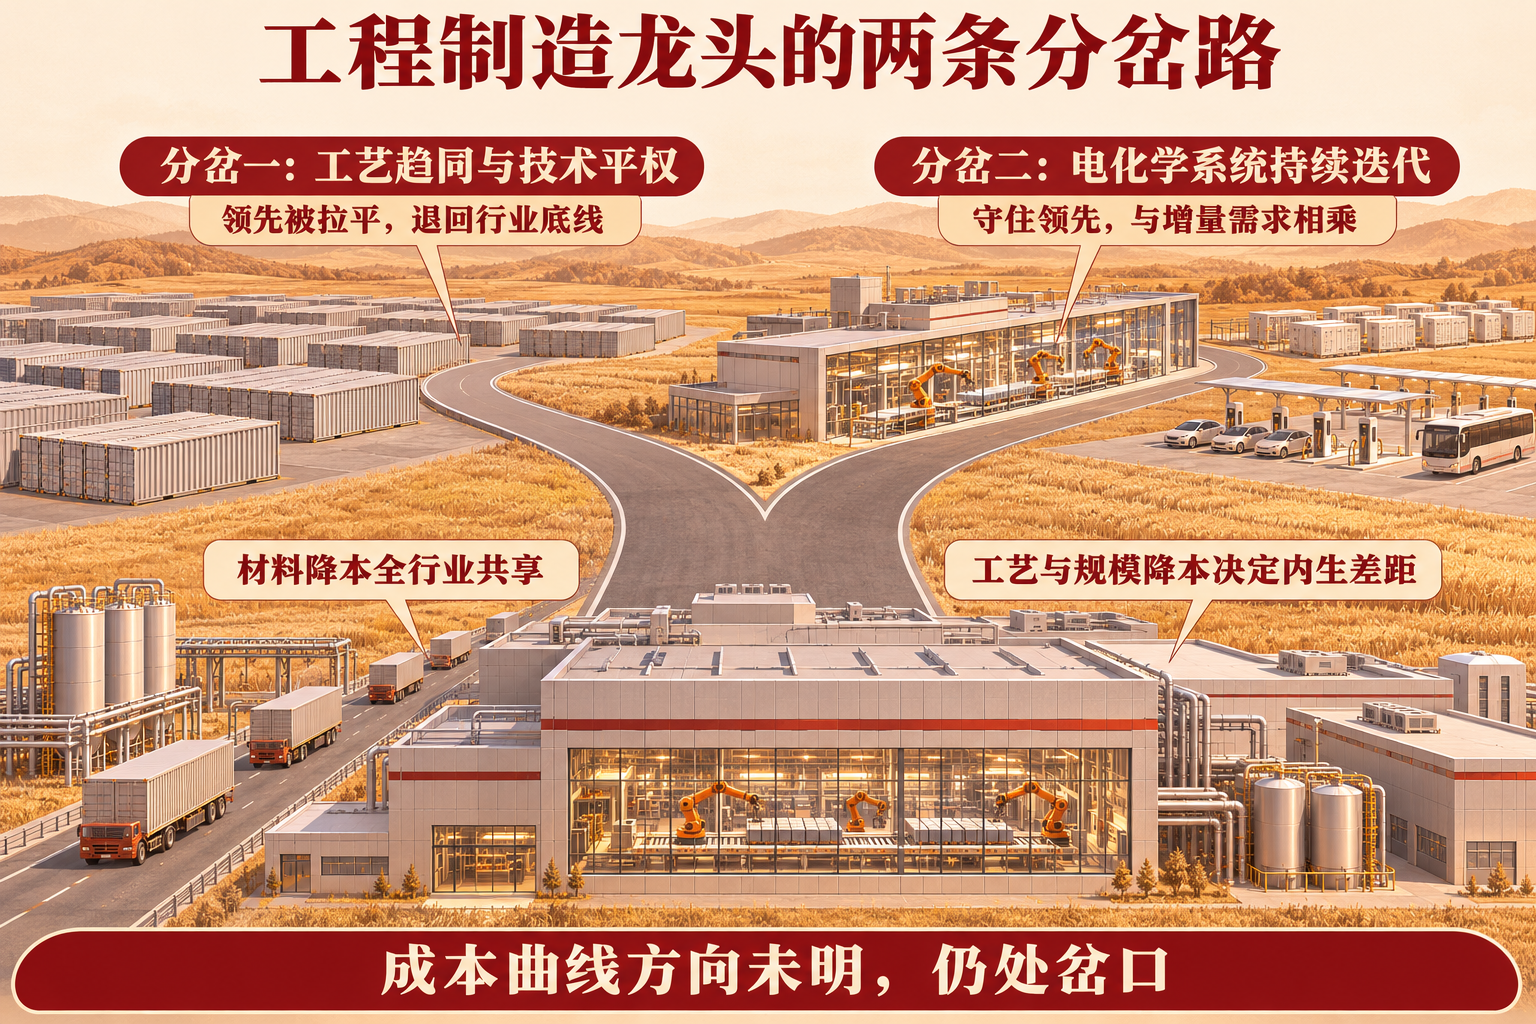 工程制造龙头的两条分岔路
分岔一：工艺趋同与技术平权
领先被拉平，退回行业底线
分岔二：电化学系统持续迭代
守住领先，与增量需求相乘
材料降本全行业共享
工艺与规模降本决定内生差距
成本曲线方向未明，仍处岔口